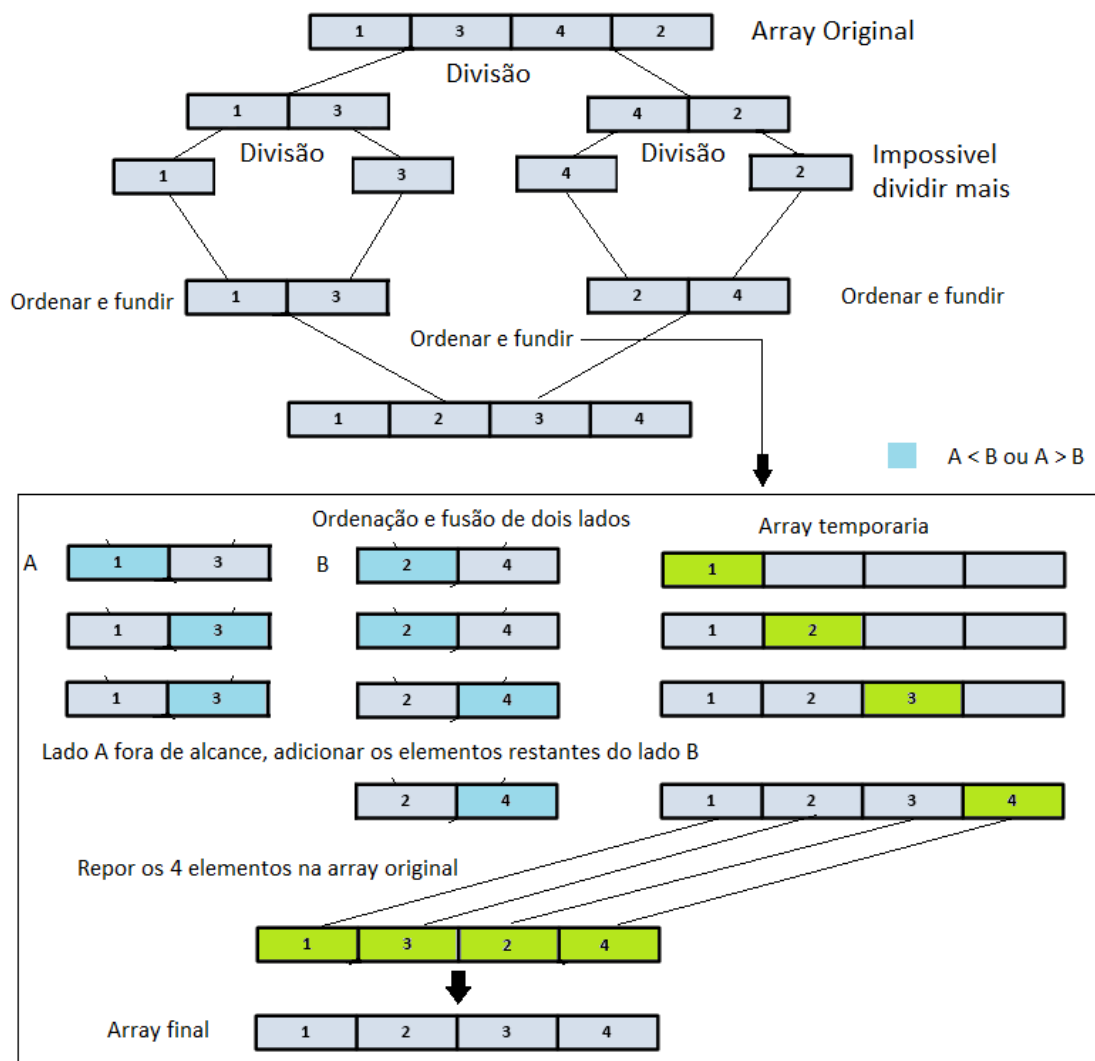 1 3 4 2 Array Original
Divisão
1 3 4 2
Divisão Divisão Impossivel
1 3 4 2 dividir mais
Ordenar e fundir 1 3 2 4 Ordenar e fundir
Ordenar e fundir
1 2 3 4
A < B ou A > B
Ordenação e fusão de dois lados Array temporaria
A 1 3 B 2 4 1
1 3 2 4 1 2
1 3 2 4 1 2 3
Lado A fora de alcance, adicionar os elementos restantes do lado B
2 4 1 2 3 4
Repor os 4 elementos na array original
1 3 2 4
Array final 1 2 3 4